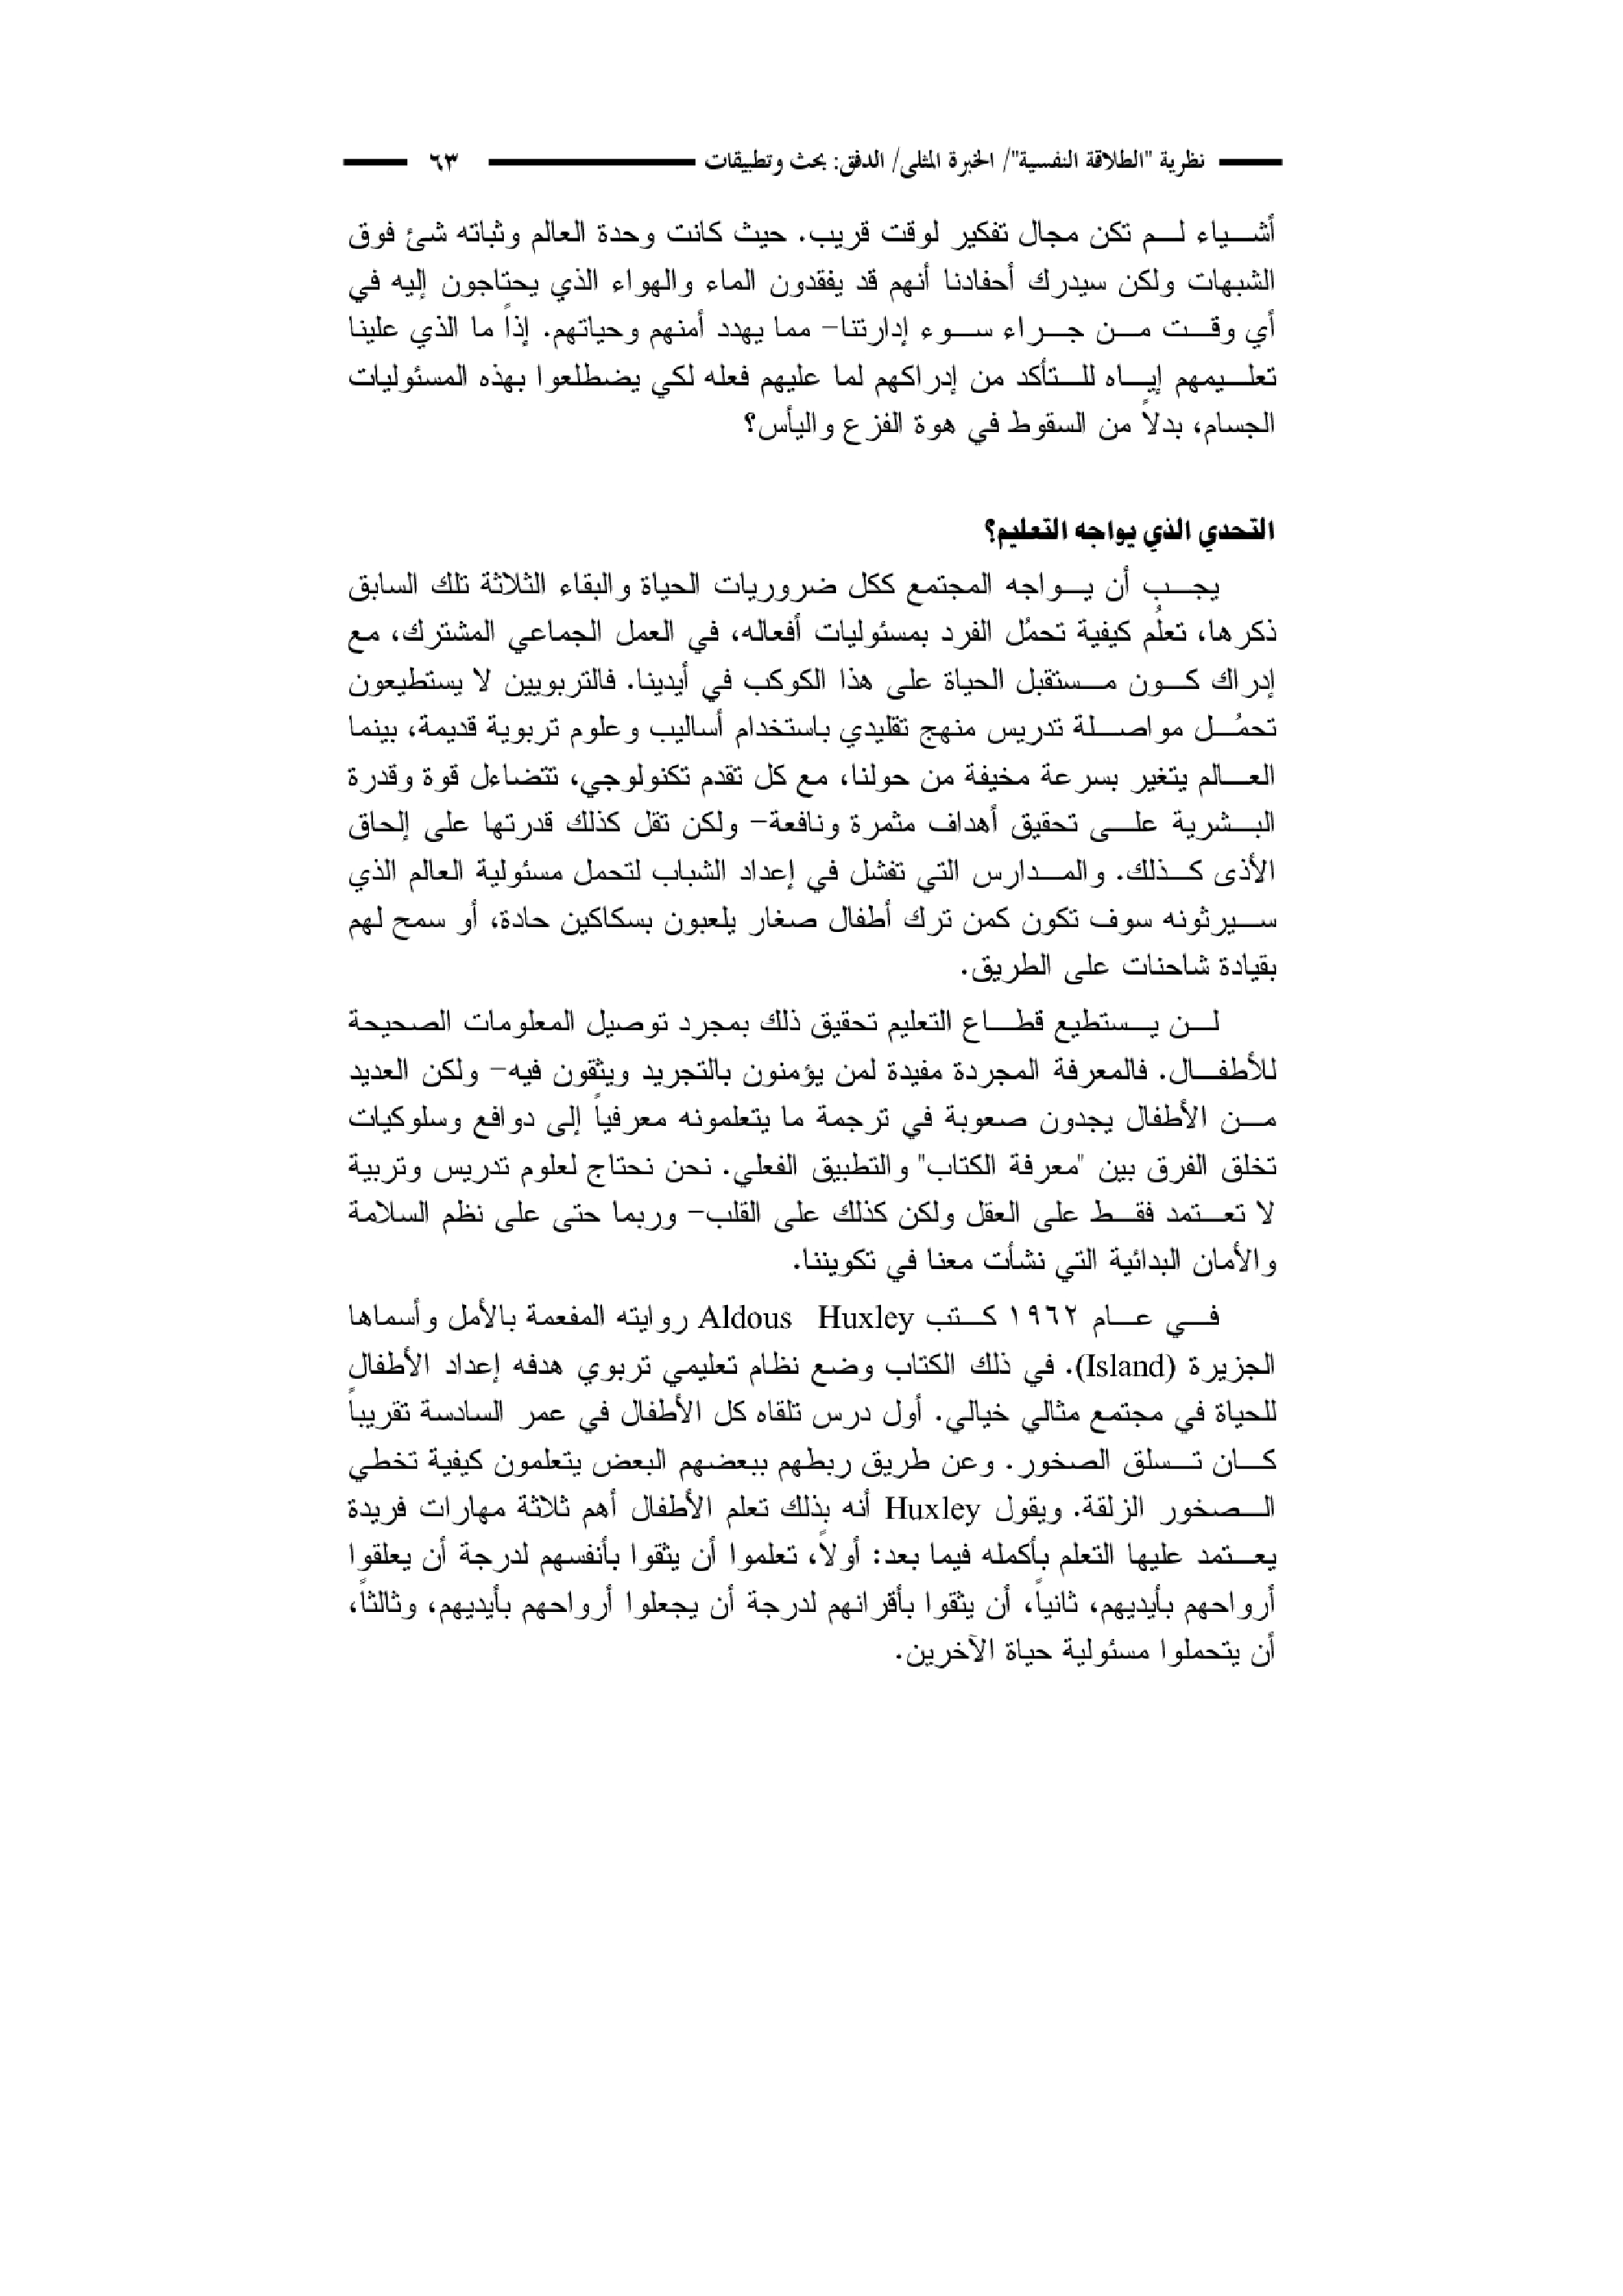 نظرية "الطلاقة النفسية"/ الخبرة المثلى/ الدفق: بحث وتطبيقات ٦٣
أشياء لم تكن مجال تفكير لوقت قريب. حيث كانت وحدة العالم وثباته شئ فوق
الشبهات ولكن سيدرك أحفادنا أنهم قد يفقدون الماء والهواء الذي يحتاجون إليه في
أي وقت من جراء سوء إدارتنا- مما يهدد أمنهم وحياتهم. إذاً ما الذي علينا
تعليمهم إياه للتأكد من إدراكهم لما عليهم فعله لكي يضطلعوا بهذه المسئوليات
الجسام، بدلاً من السقوط في هوة الفزع واليأس؟
التحدي الذي يواجه التعليم؟
يجب أن يواجه المجتمع ككل ضروريات الحياة والبقاء الثلاثة تلك السابق
ذكرها، تعلُم كيفية تحمُل الفرد بمسئوليات أفعاله، في العمل الجماعي المشترك، مع
إدراك كون مستقبل الحياة على هذا الكوكب في أيدينا. فالتربويين لا يستطيعون
تحمُل مواصلة تدريس منهج تقليدي باستخدام أساليب وعلوم تربوية قديمة، بينما
العالم يتغير بسرعة مخيفة من حولنا، مع كل تقدم تكنولوجي، تتضاءل قوة وقدرة
البشرية على تحقيق أهداف مثمرة ونافعة- ولكن تقل كذلك قدرتها على إلحاق
الأذى كذلك. والمدارس التي تفشل في إعداد الشباب لتحمل مسئولية العالم الذي
سيرثونه سوف تكون كمن ترك أطفال صغار يلعبون بسكاكين حادة، أو سمح لهم
بقيادة شاحنات على الطريق.
لن يستطيع قطاع التعليم تحقيق ذلك بمجرد توصيل المعلومات الصحيحة
للأطفال. فالمعرفة المجردة مفيدة لمن يؤمنون بالتجريد ويثقون فيه- ولكن العديد
من الأطفال يجدون صعوبة في ترجمة ما يتعلمونه معرفياً إلى دوافع وسلوكيات
تخلق الفرق بين "معرفة الكتاب" والتطبيق الفعلي. نحن نحتاج لعلوم تدريس وتربية
لا تعتمد فقط على العقل ولكن كذلك على القلب- وربما حتى على نظم السلامة
والأمان البدائية التي نشأت معنا في تكويننا.
في عام ١٩٦٢ كتب Aldous Huxley روايته المفعمة بالأمل وأسماها
الجزيرة (Island). في ذلك الكتاب وضع نظام تعليمي تربوي هدفه إعداد الأطفال
للحياة في مجتمع مثالي خيالي. أول درس تلقاه كل الأطفال في عمر السادسة تقريباً
كان تسلق الصخور. وعن طريق ربطهم ببعضهم البعض يتعلمون كيفية تخطي
الصخور الزلقة. ويقول Huxley أنه بذلك تعلم الأطفال أهم ثلاثة مهارات فريدة
يعتمد عليها التعلم بأكمله فيما بعد: أولاً، تعلموا أن يثقوا بأنفسهم لدرجة أن يعلقوا
أرواحهم بأيديهم، ثانياً، أن يثقوا بأقرانهم لدرجة أن يجعلوا أرواحهم بأيديهم، وثالثاً،
أن يتحملوا مسئولية حياة الآخرين.